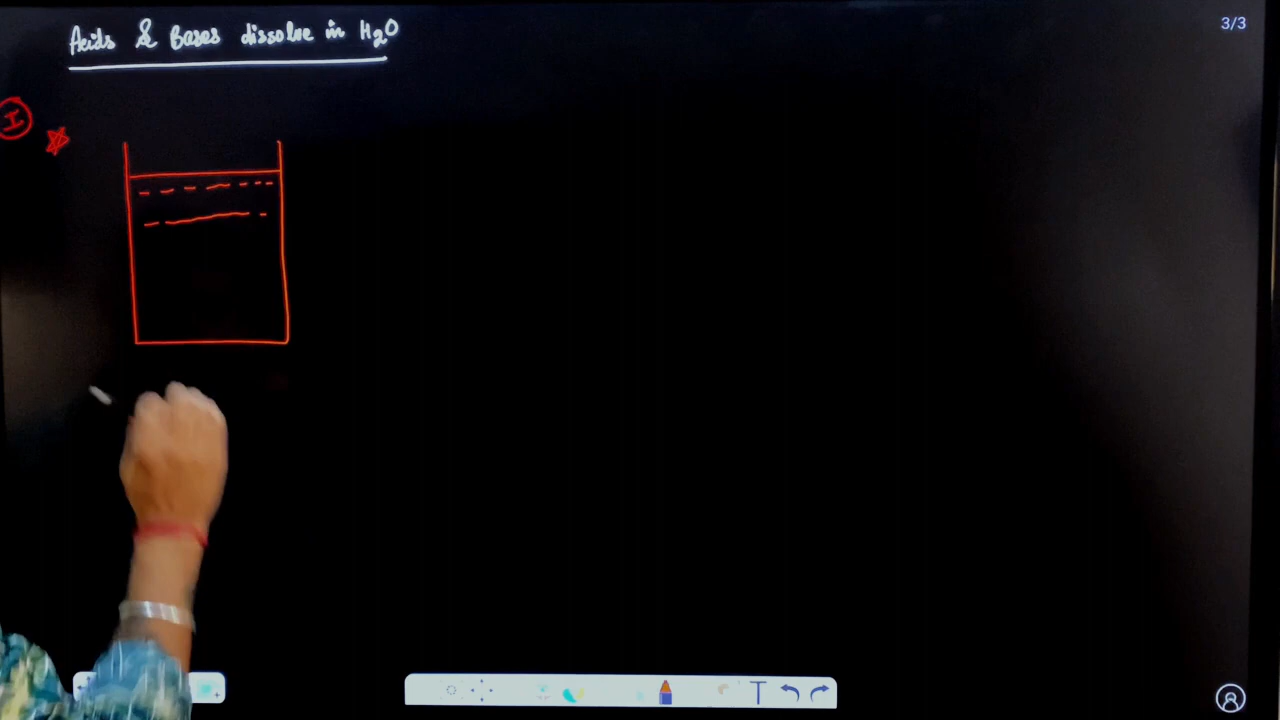 Acids & Bases dissolve in H₂O
3/3
I
T